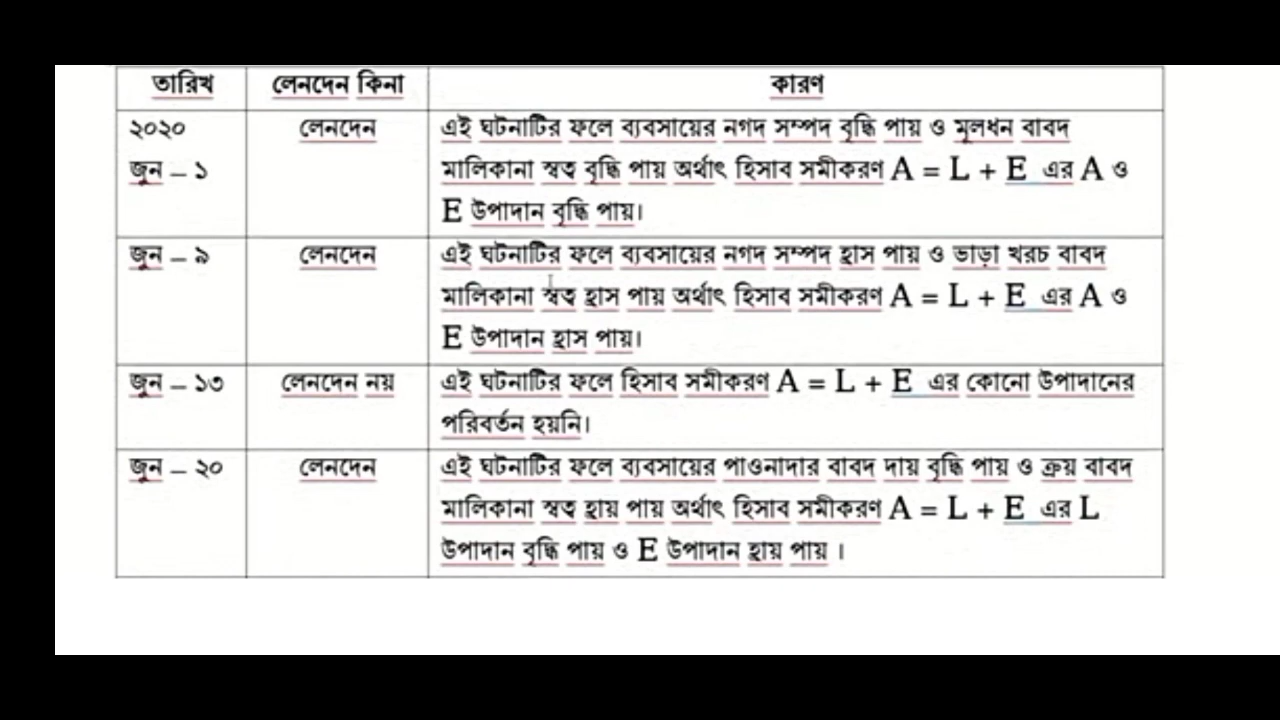 তারিখ লেনদেন কিনা কারণ
২০২০ লেনদেন এই ঘটনাটির ফলে ব্যবসায়ের নগদ সম্পদ বৃদ্ধি পায় ও মূলধন বাবদ
জুন – ১ মালিকানা স্বত্ব বৃদ্ধি পায় অর্থাৎ হিসাব সমীকরণ A = L + E এর A ও
E উপাদান বৃদ্ধি পায়।
জুন – ৯ লেনদেন এই ঘটনাটির ফলে ব্যবসায়ের নগদ সম্পদ হ্রাস পায় ও ভাড়া খরচ বাবদ
মালিকানা স্বত্ব হ্রাস পায় অর্থাৎ হিসাব সমীকরণ A = L + E এর A ও
E উপাদান হ্রাস পায়।
জুন – ১৩ লেনদেন নয় এই ঘটনাটির ফলে হিসাব সমীকরণ A = L + E এর কোনো উপাদানের
পরিবর্তন হয়নি।
জুন – ২০ লেনদেন এই ঘটনাটির ফলে ব্যবসায়ের পাওনাদার বাবদ দায় বৃদ্ধি পায় ও ক্রয় বাবদ
মালিকানা স্বত্ব হ্রায় পায় অর্থাৎ হিসাব সমীকরণ A = L + E এর L
উপাদান বৃদ্ধি পায় ও E উপাদান হ্রায় পায় ।